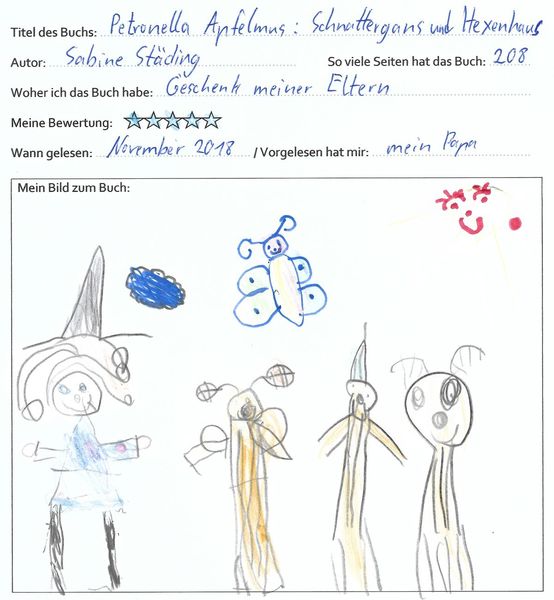 Titel des Buchs: Petronella Apfelmus: Schnattergans und Hexenhaus
Autor: Sabine Städing So viele Seiten hat das Buch: 208
Woher ich das Buch habe: Geschenk meiner Eltern
Meine Bewertung:
Wann gelesen: November 2018 / Vorgelesen hat mir: mein Papa
Mein Bild zum Buch: